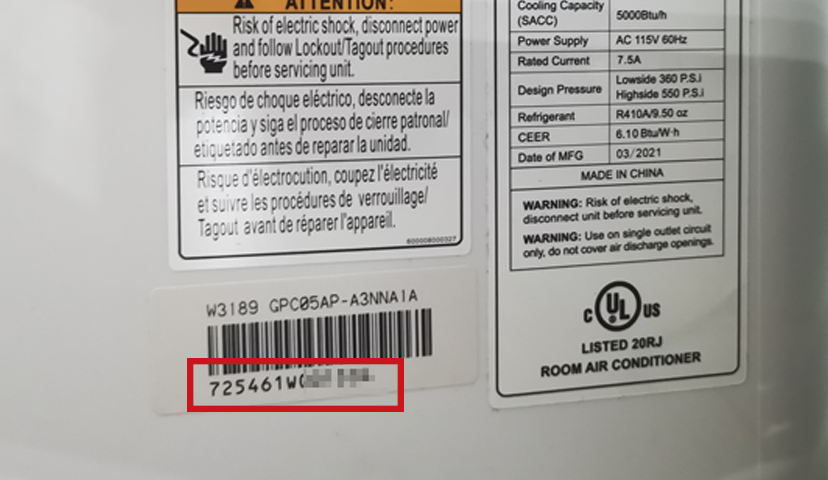 ATTENTION:
Risk of electric shock, disconnect power
and follow Lockout/Tagout procedures
before servicing unit.
Riesgo de choque eléctrico, desconecte la
potencia y siga el proceso de cierre patronal/
etiquetado antes de reparar la unidad.
Risque d'électrocution, coupez l'électricité
et suivre les procédures de verrouillage/
Tagout avant de réparer l'appareil.
600008000327
W3189 GPC05AP-A3NNA1A
725461W
Cooling Capacity
(SACC) 5000Btu/h
Power Supply AC 115V 60Hz
Rated Current 7.5A
Design Pressure Lowside 360 P.S.i
Highside 550 P.S.i
Refrigerant R410A/9.50 oz
CEER 6.10 Btu/W·h
Date of MFG 03/2021
MADE IN CHINA
WARNING: Risk of electric shock,
disconnect unit before servicing unit.
WARNING: Use on single outlet circuit
only, do not cover air discharge openings.
C UL US
LISTED 20RJ
ROOM AIR CONDITIONER